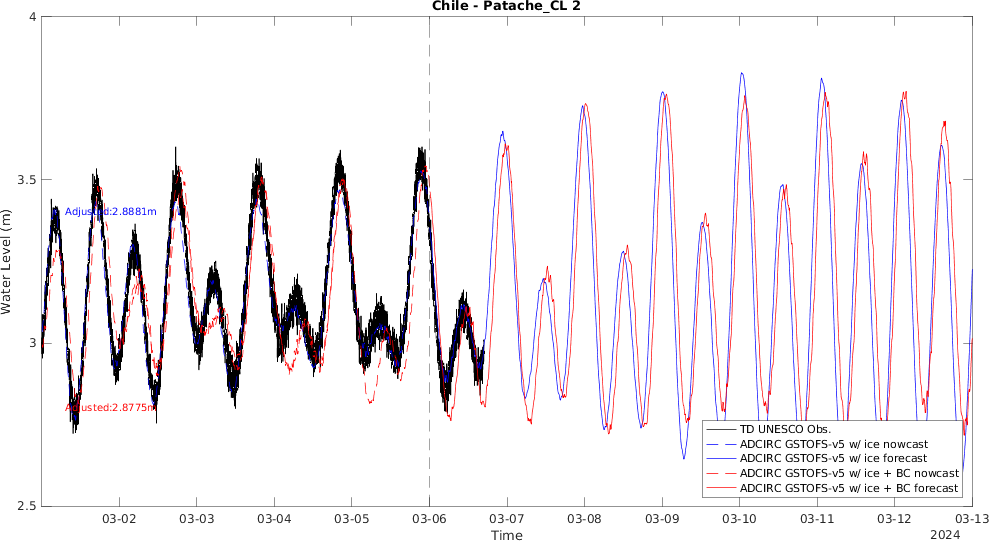 Chile - Patache_CL 2
4
3.5
3
2.5
Water Level (m)
Adjusted:2.8881m
Adjusted:2.8775m
TD UNESCO Obs.
ADCIRC GSTOFS-v5 w/ ice nowcast
ADCIRC GSTOFS-v5 w/ ice forecast
ADCIRC GSTOFS-v5 w/ ice + BC nowcast
ADCIRC GSTOFS-v5 w/ ice + BC forecast
03-02 03-03 03-04 03-05 03-06 03-07 03-08 03-09 03-10 03-11 03-12 03-13
Time
2024